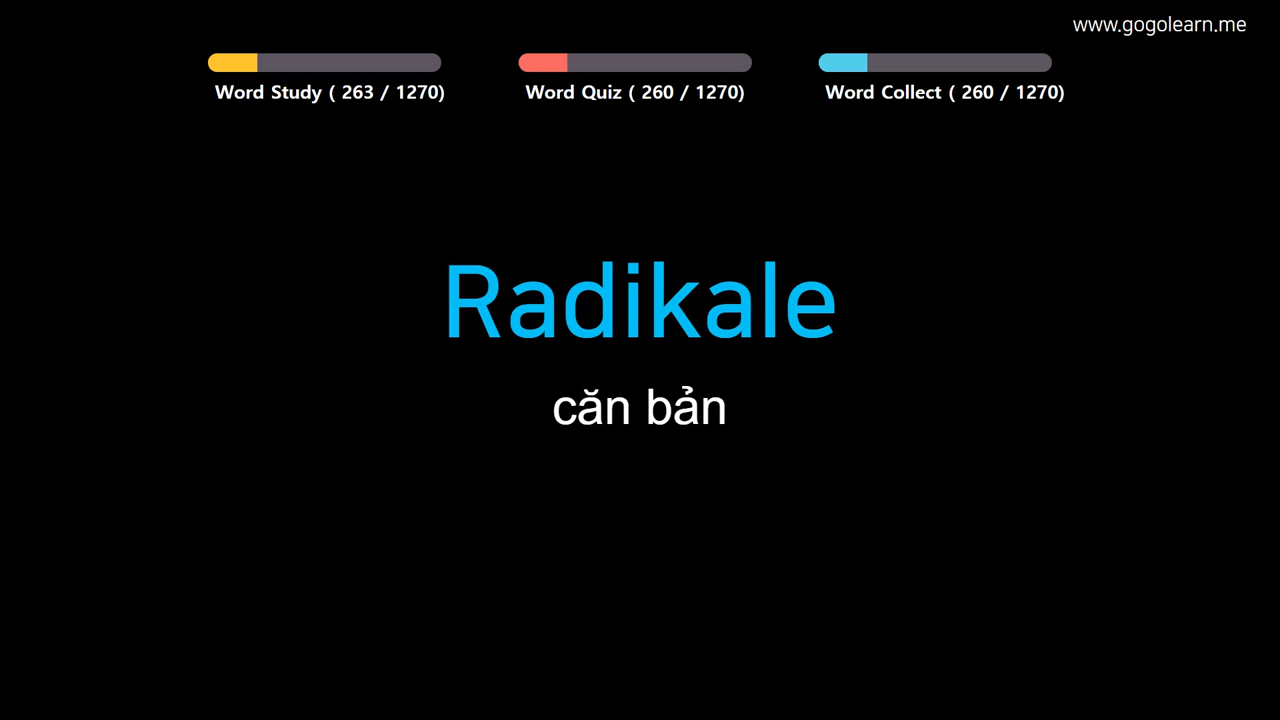 www.gogolearn.me
Word Study ( 263 / 1270)
Word Quiz ( 260 / 1270)
Word Collect ( 260 / 1270)
Radikale
căn bản